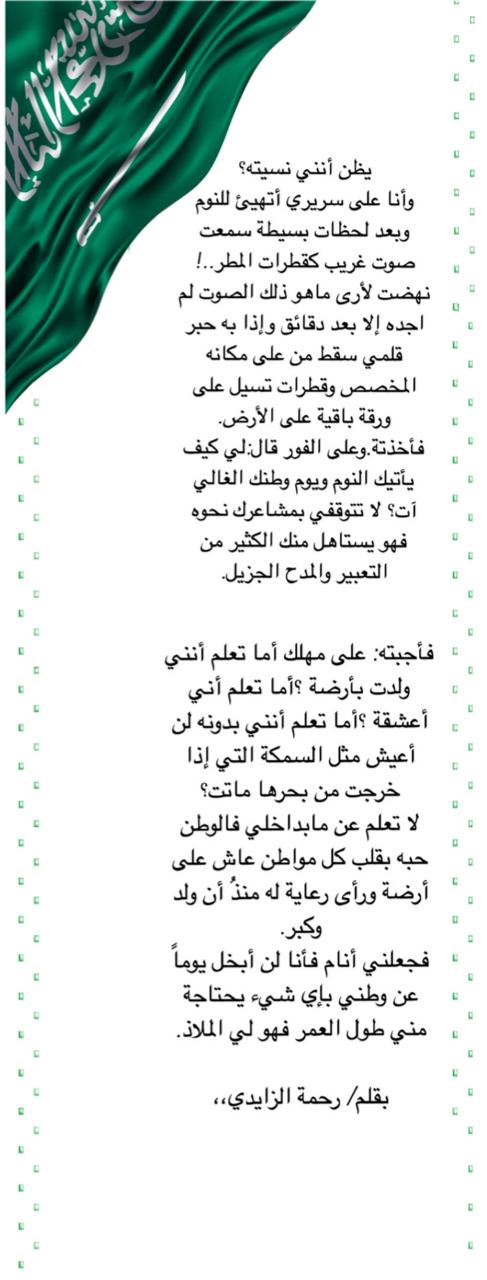 يظن أنني نسيته؟
وأنا على سريري أتهيئ للنوم
وبعد لحظات بسيطة سمعت
صوت غريب كقطرات المطر..!
نهضت لأرى ماهو ذلك الصوت لم
اجده إلا بعد دقائق وإذا به حبر
قلمي سقط من على مكانه
المخصص وقطرات تسيل على
ورقة باقية على الأرض.
فأخذتة.وعلى الفور قال:لي كيف
يأتيك النوم ويوم وطنك الغالي
آت؟ لا تتوقفي بمشاعرك نحوه
فهو يستاهل منك الكثير من
التعبير والمدح الجزيل.
فأجبته: على مهلك أما تعلم أنني
ولدت بأرضة ؟أما تعلم أني
أعشقة ؟أما تعلم أنني بدونه لن
أعيش مثل السمكة التي إذا
خرجت من بحرها ماتت؟
لا تعلم عن مابداخلي فالوطن
حبه بقلب كل مواطن عاش على
أرضة ورأى رعاية له منذُ أن ولد
وكبر.
فجعلني أنام فأنا لن أبخل يوماً
عن وطني بإي شيء يحتاجة
مني طول العمر فهو لي الملاذ.
بقلم/ رحمة الزايدي،،